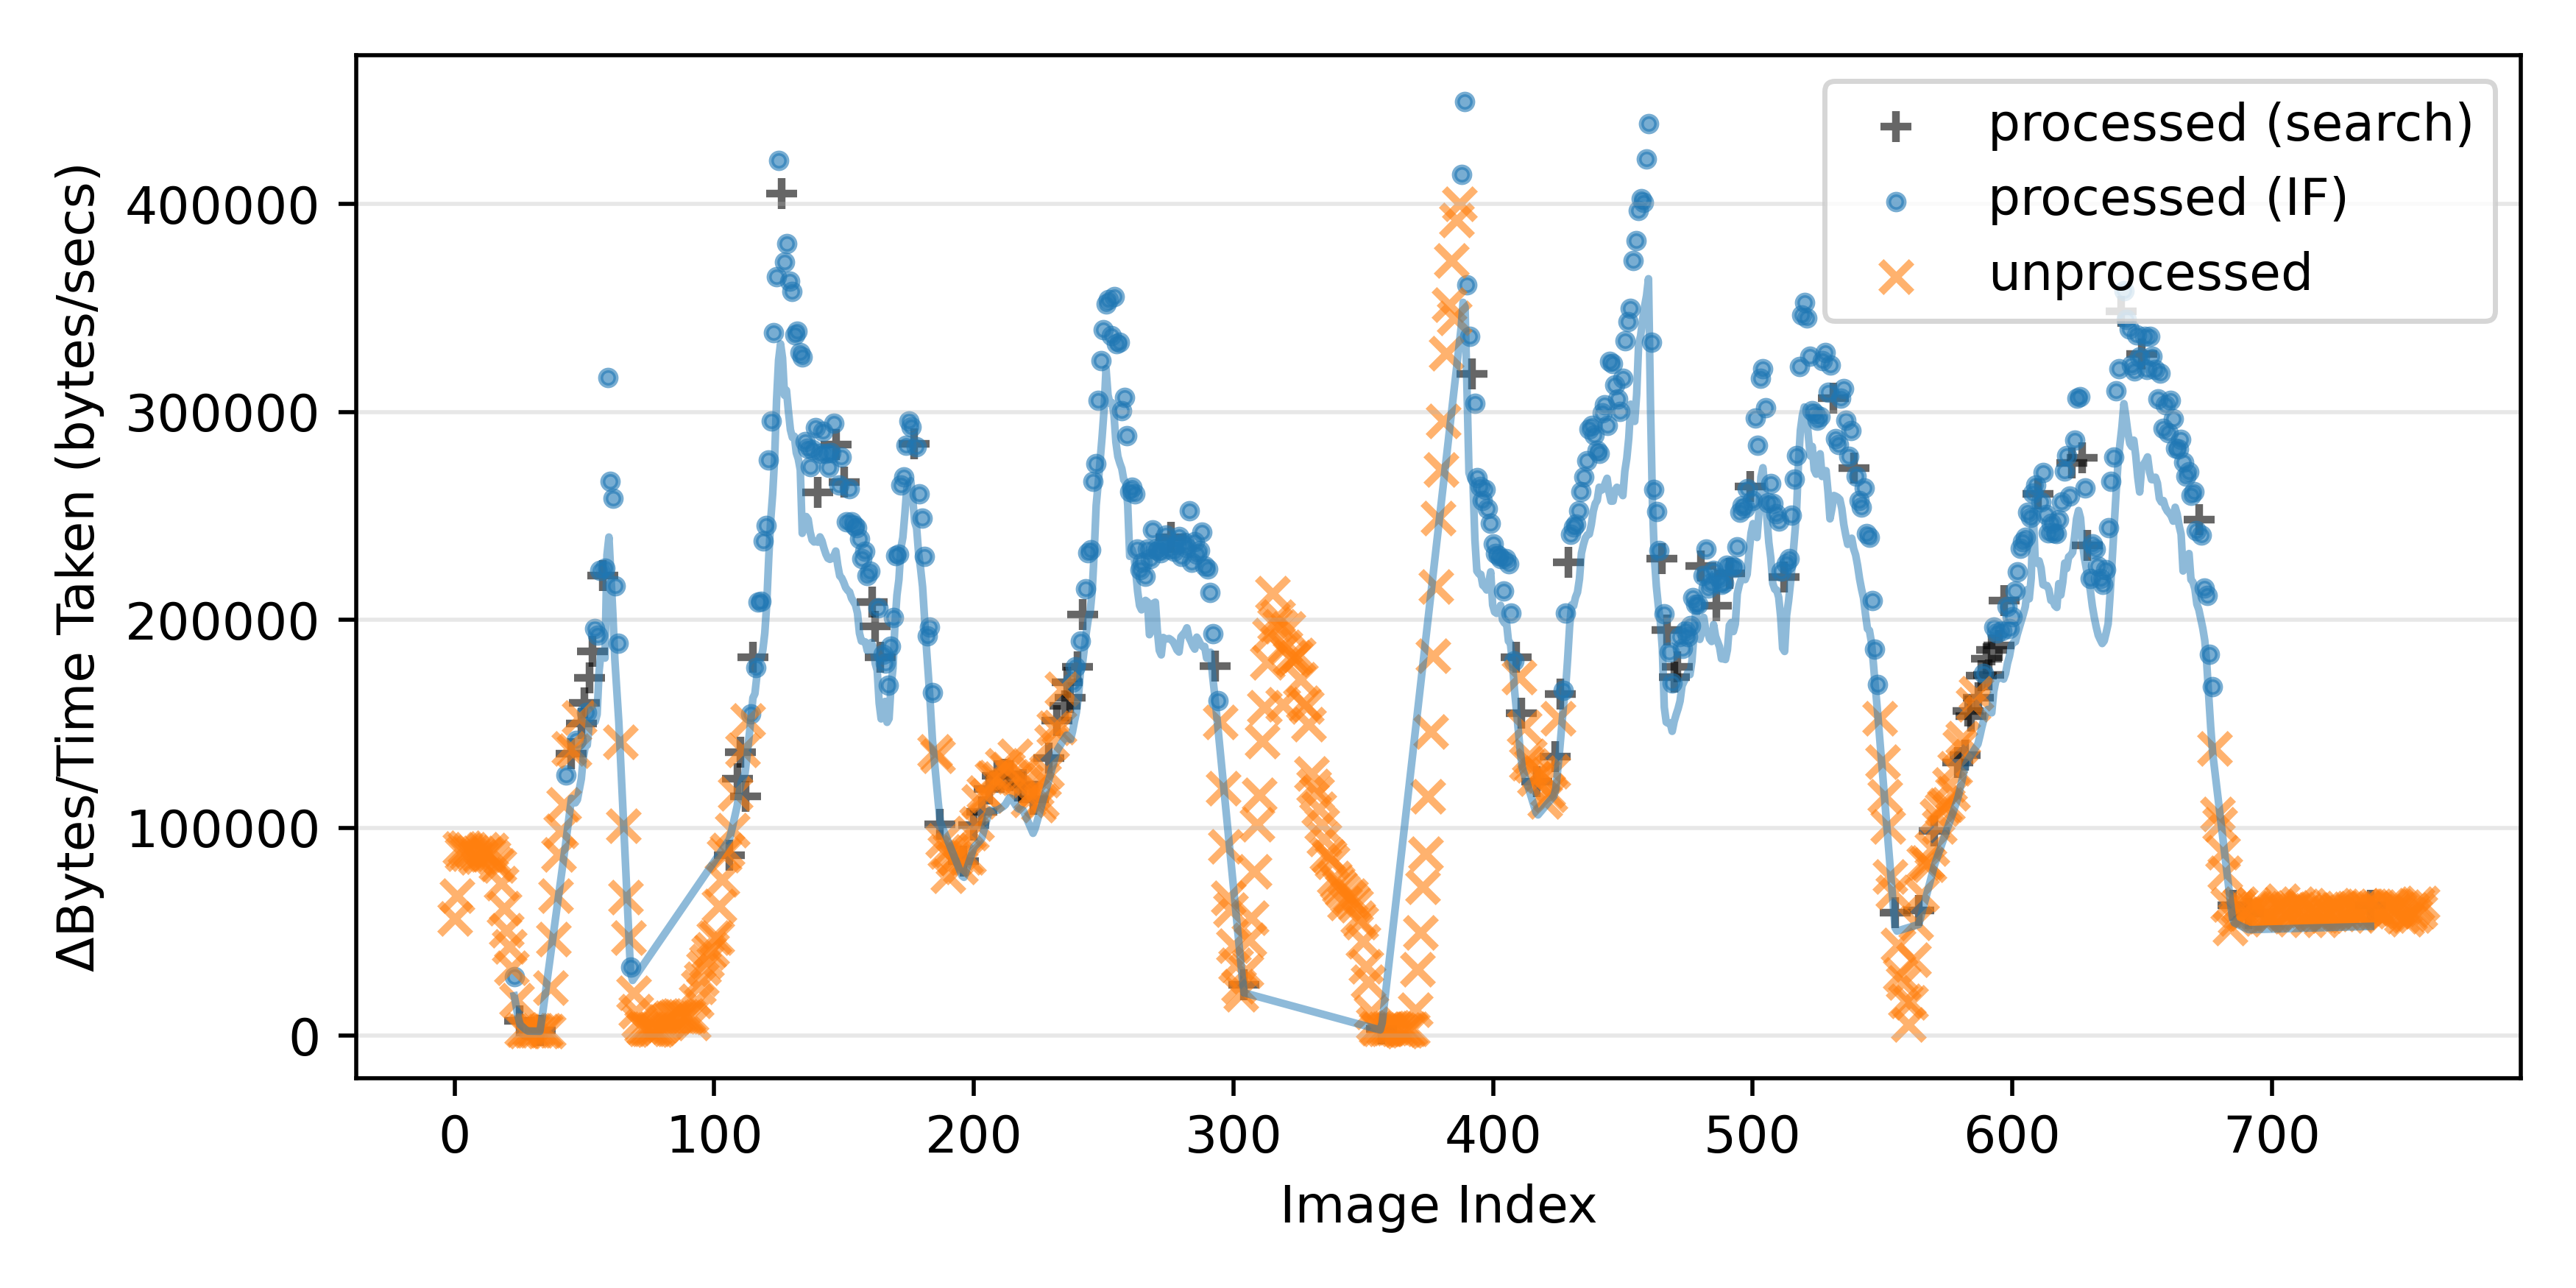 processed (search)
processed (IF)
unprocessed
ΔBytes/Time Taken (bytes/secs)
400000
300000
200000
100000
0
0 100 200 300 400 500 600 700
Image Index